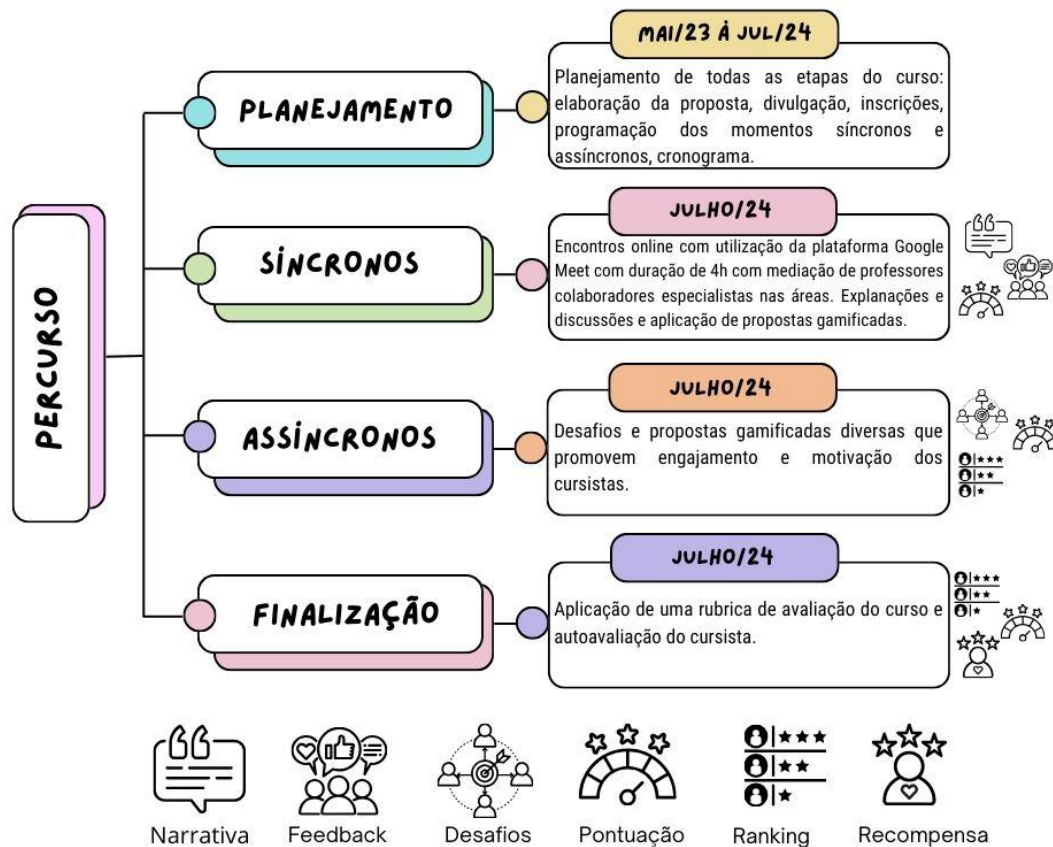 PERCURSO
PLANEJAMENTO
MAI/23 À JUL/24
Planejamento de todas as etapas do curso:
elaboração da proposta, divulgação, inscrições,
programação dos momentos síncronos e
assíncronos, cronograma.
SÍNCRONOS
JULHO/24
Encontros online com utilização da plataforma Google
Meet com duração de 4h com mediação de professores
colaboradores especialistas nas áreas. Explanações e
discussões e aplicação de propostas gamificadas.
ASSÍNCRONOS
JULHO/24
Desafios e propostas gamificadas diversas que
promovem engajamento e motivação dos
cursistas.
FINALIZAÇÃO
JULHO/24
Aplicação de uma rubrica de avaliação do curso e
autoavaliação do cursista.
Narrativa
Feedback
Desafios
Pontuação
Ranking
Recompensa